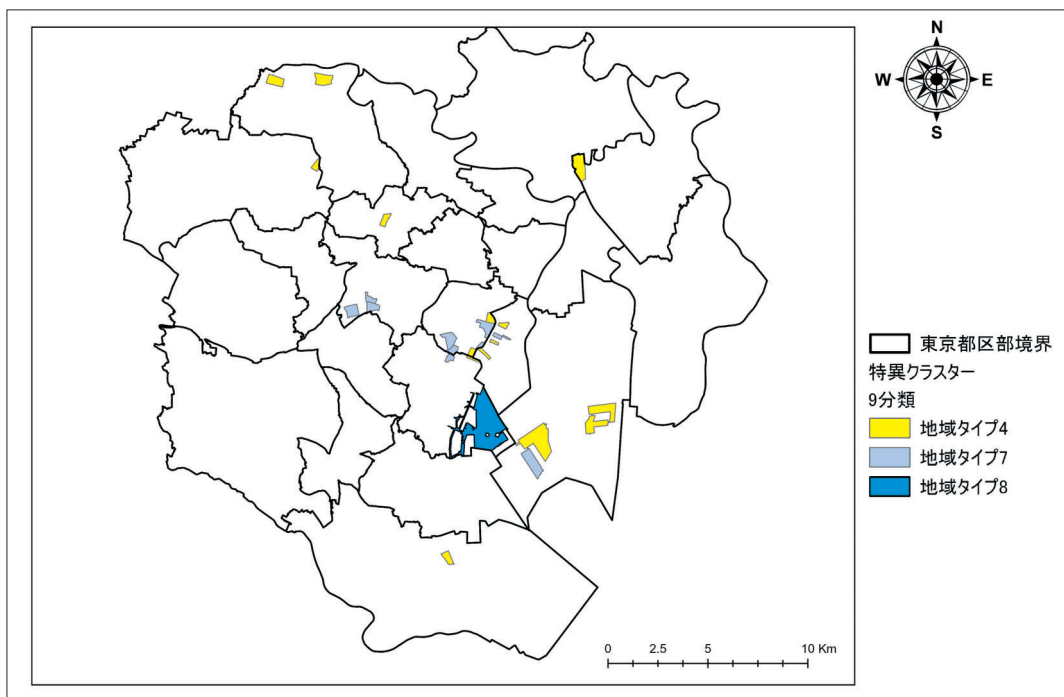 N
W E
S
東京都区部境界
特異クラスター
9分類
地域タイプ4
地域タイプ7
地域タイプ8
0 2.5 5 10 Km